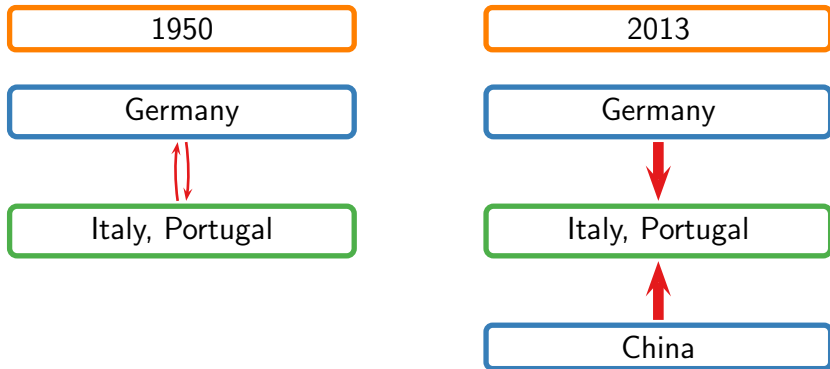 1950
2013
Germany
Germany
Italy, Portugal
Italy, Portugal
China